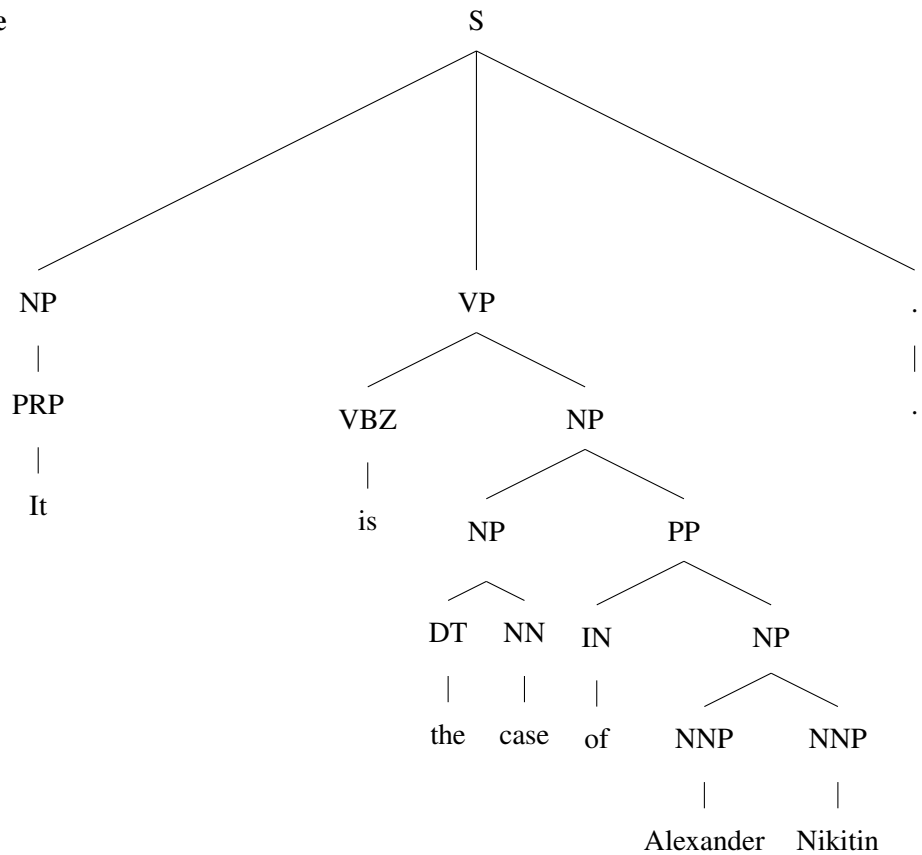 e
S
NP VP .
PRP VBZ NP .
It is NP PP
DT NN IN NP
the case of NNP NNP
Alexander Nikitin